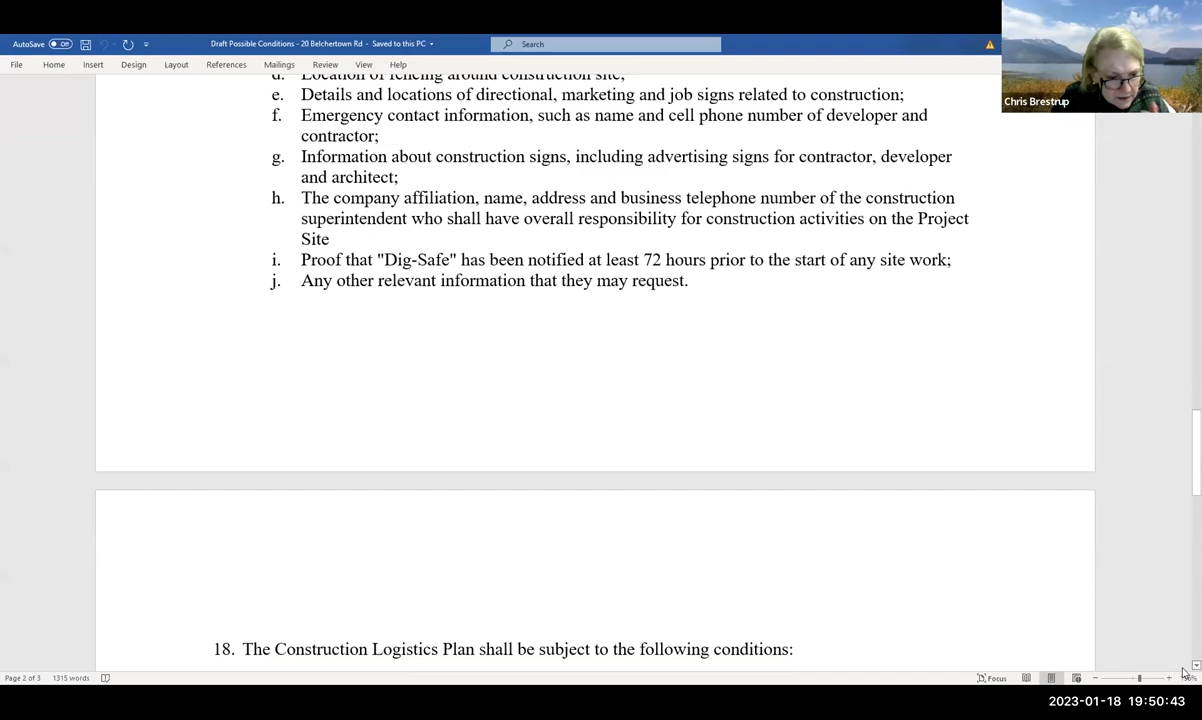 AutoSave Off Draft Possible Conditions - 20 Belchertown Rd - Saved to this PC Search
File Home Insert Design Layout References Mailings Review View Help
Chris Brestrup
d. Location of fencing around construction site;
e. Details and locations of directional, marketing and job signs related to construction;
f. Emergency contact information, such as name and cell phone number of developer and
contractor;
g. Information about construction signs, including advertising signs for contractor, developer
and architect;
h. The company affiliation, name, address and business telephone number of the construction
superintendent who shall have overall responsibility for construction activities on the Project
Site
i. Proof that "Dig-Safe" has been notified at least 72 hours prior to the start of any site work;
j. Any other relevant information that they may request.
18. The Construction Logistics Plan shall be subject to the following conditions:
Page 2 of 3 1315 words Focus
2023-01-18 19:50:43